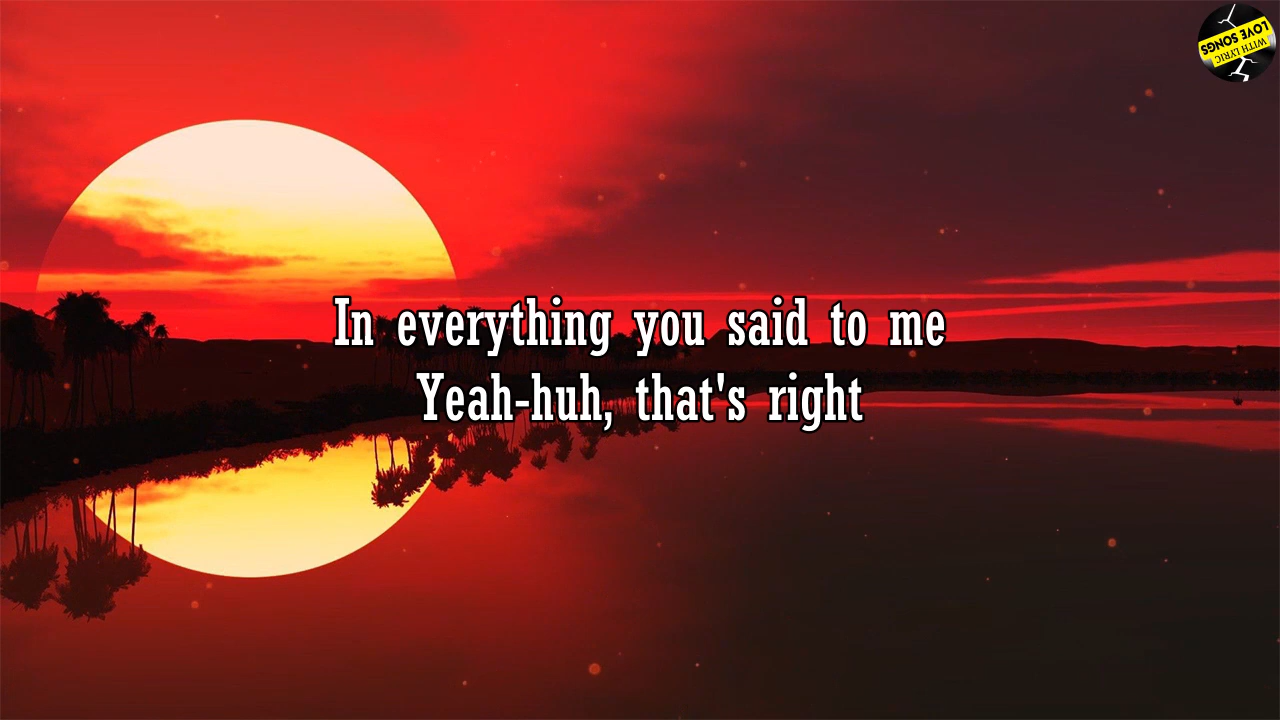 In everything you said to me
Yeah-huh, that's right
WITH LYRIC
LOVE SONGS